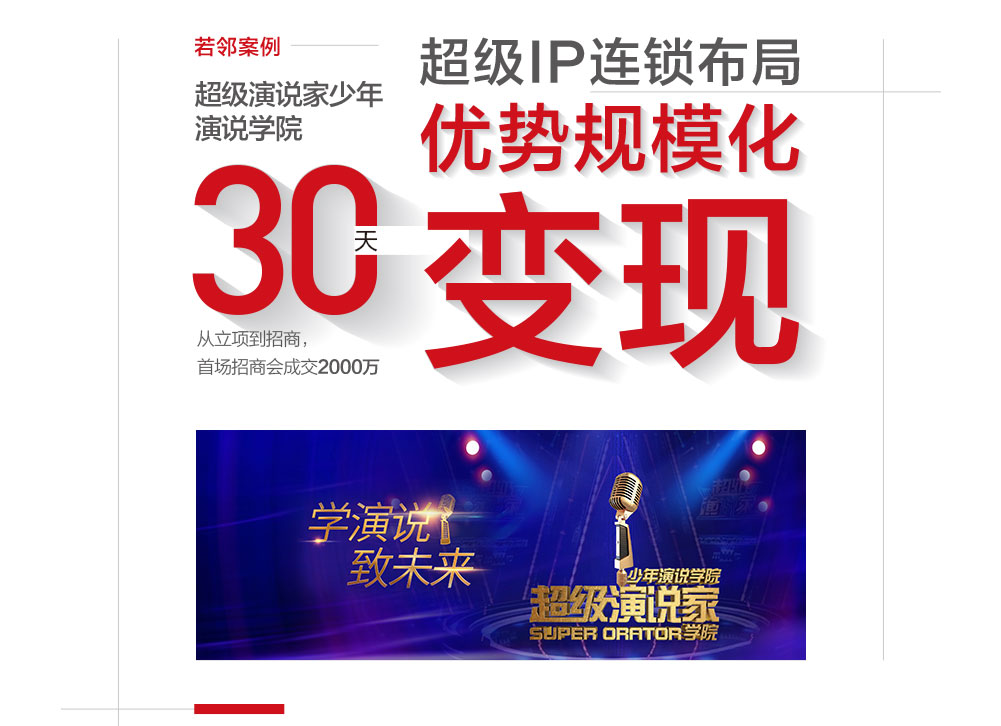 若邻案例
超级演说家少年
演说学院
30天
从立项到招商，
首场招商会成交2000万
超级IP连锁布局
优势规模化
变现
学演说
致未来
少年演说学院
超级演说家
SUPER ORATOR学院